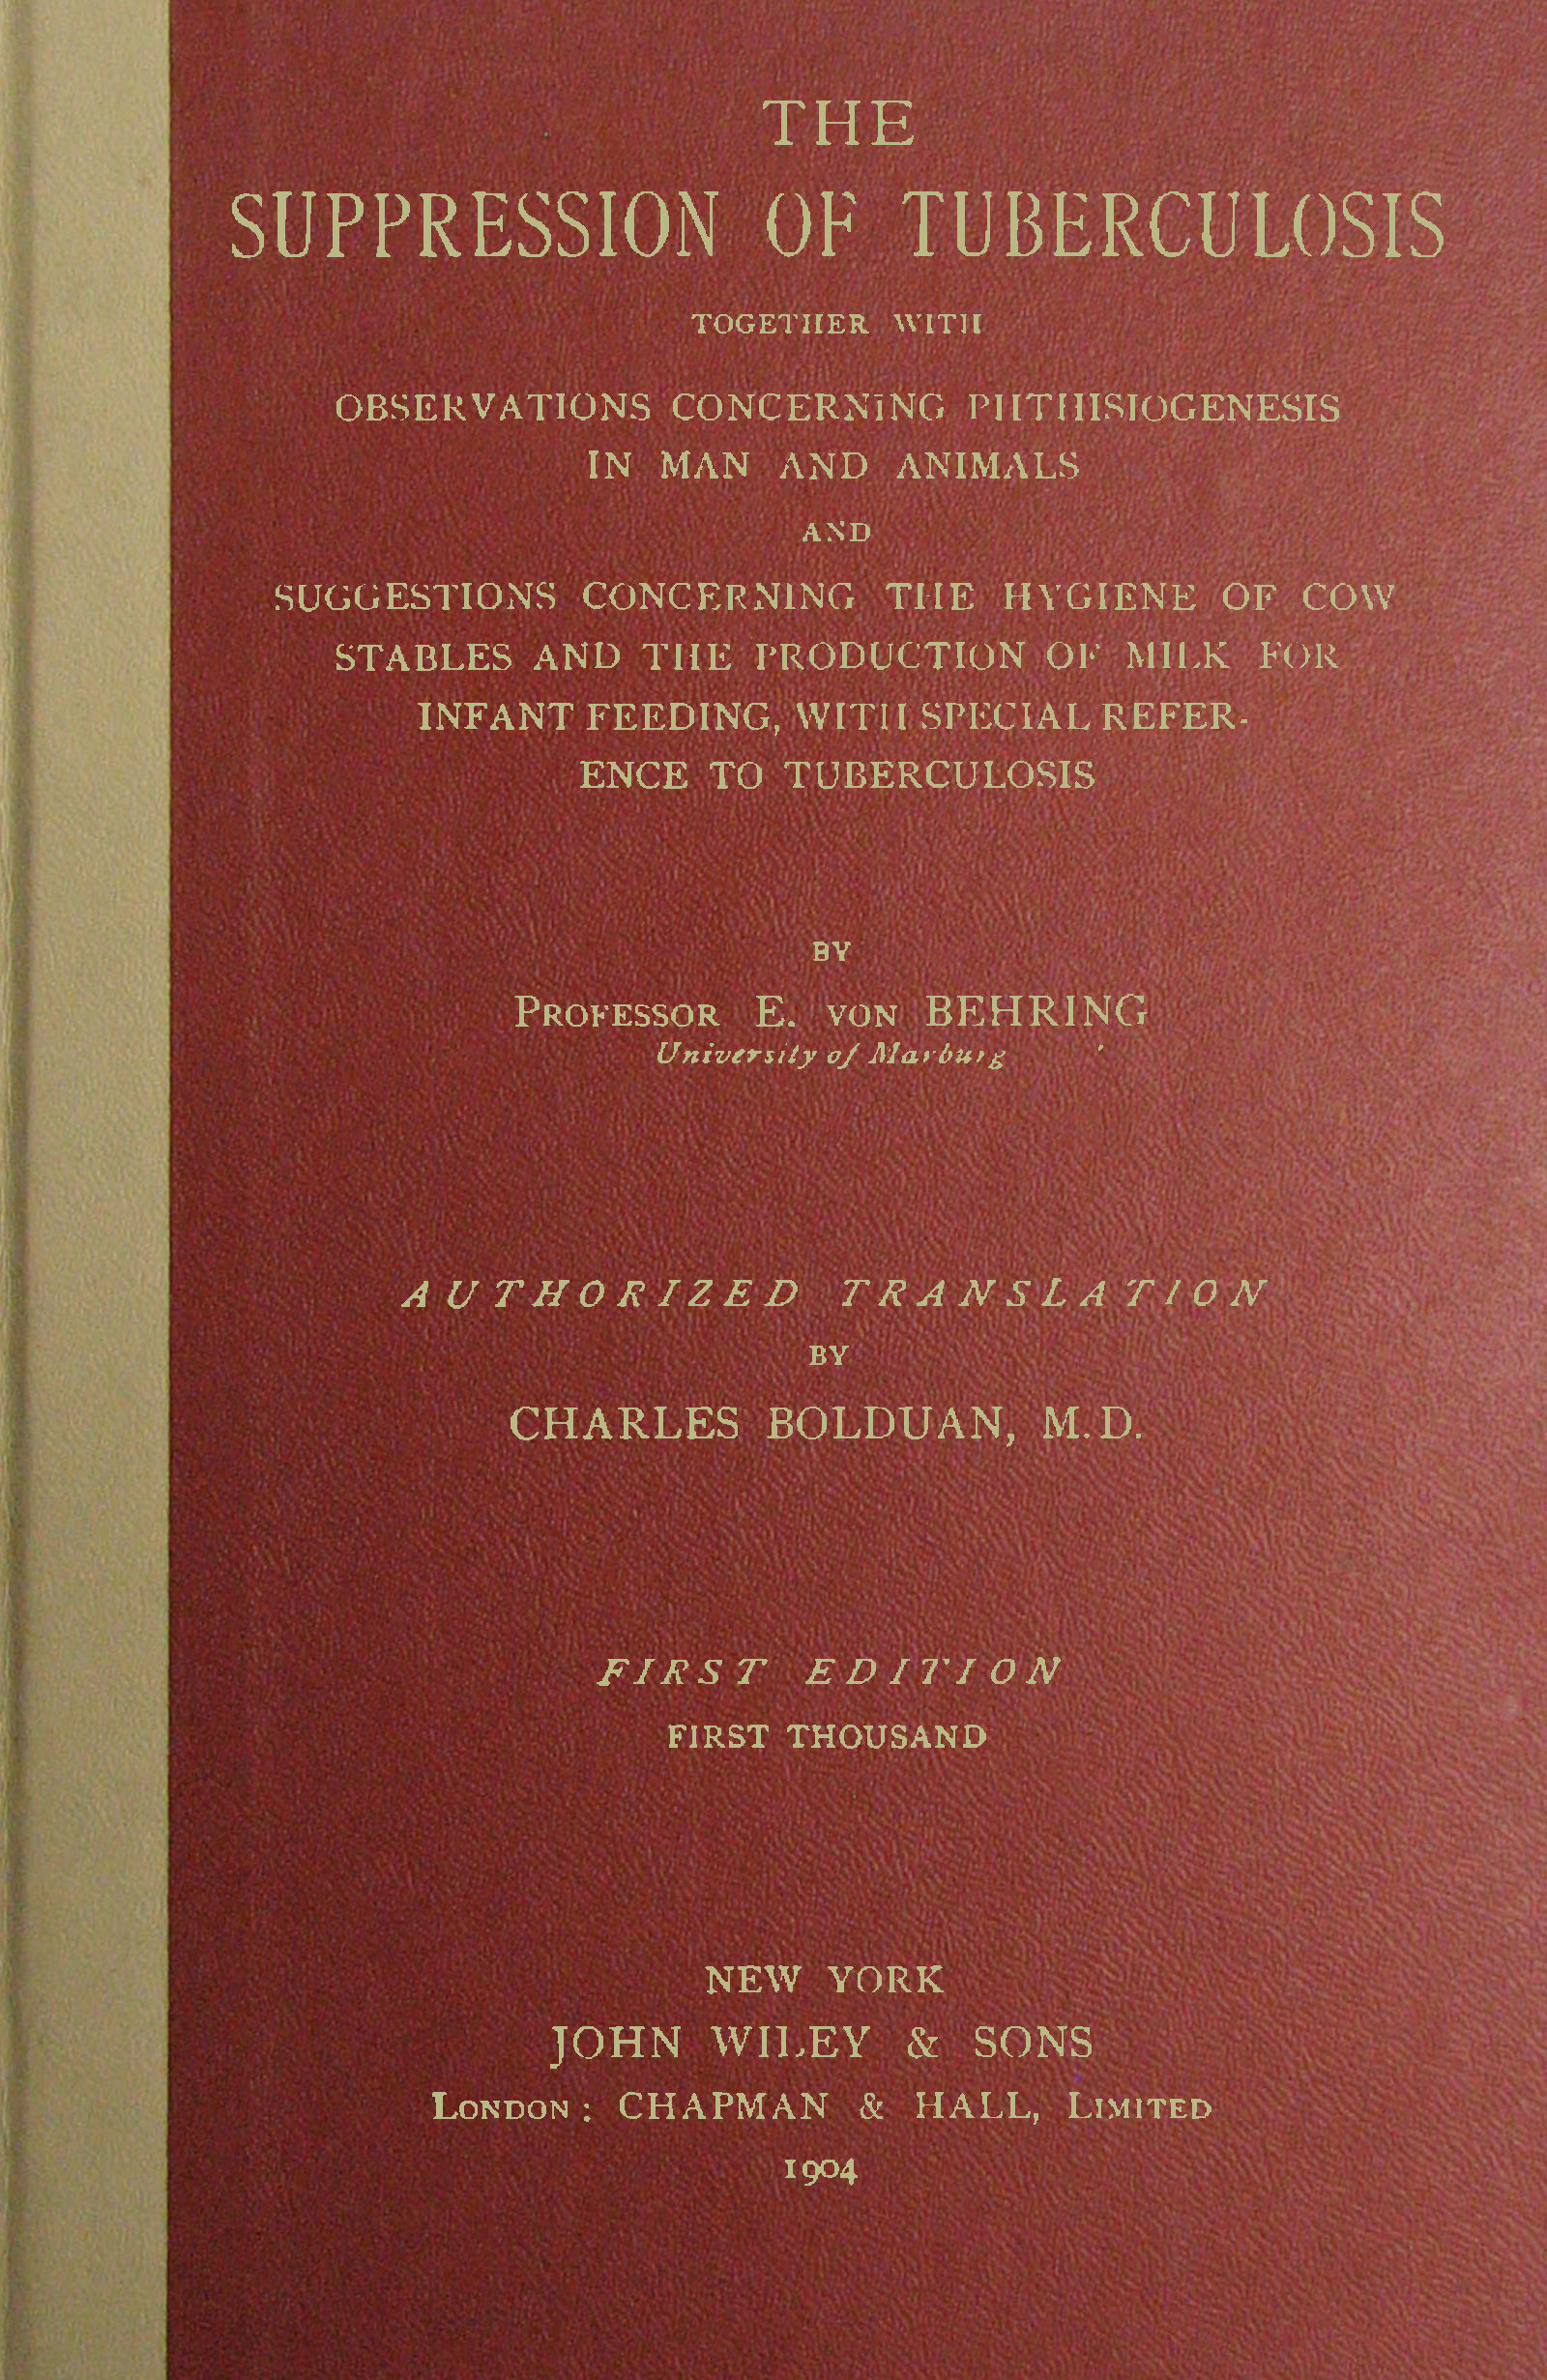 THE
SUPPRESSION OF TUBERCULOSIS
TOGETHER WITH
OBSERVATIONS CONCERNING PHTHISIOGENESIS
IN MAN AND ANIMALS
AND
SUGGESTIONS CONCERNING THE HYGIENE OF COW
STABLES AND THE PRODUCTION OF MILK FOR
INFANT FEEDING, WITH SPECIAL REFER-
ENCE TO TUBERCULOSIS
BY
PROFESSOR E. VON BEHRING
University of Marburg
AUTHORIZED TRANSLATION
BY
CHARLES BOLDUAN, M.D.
FIRST EDITION
FIRST THOUSAND
NEW YORK
JOHN WILEY & SONS
LONDON: CHAPMAN & HALL, LIMITED
1904